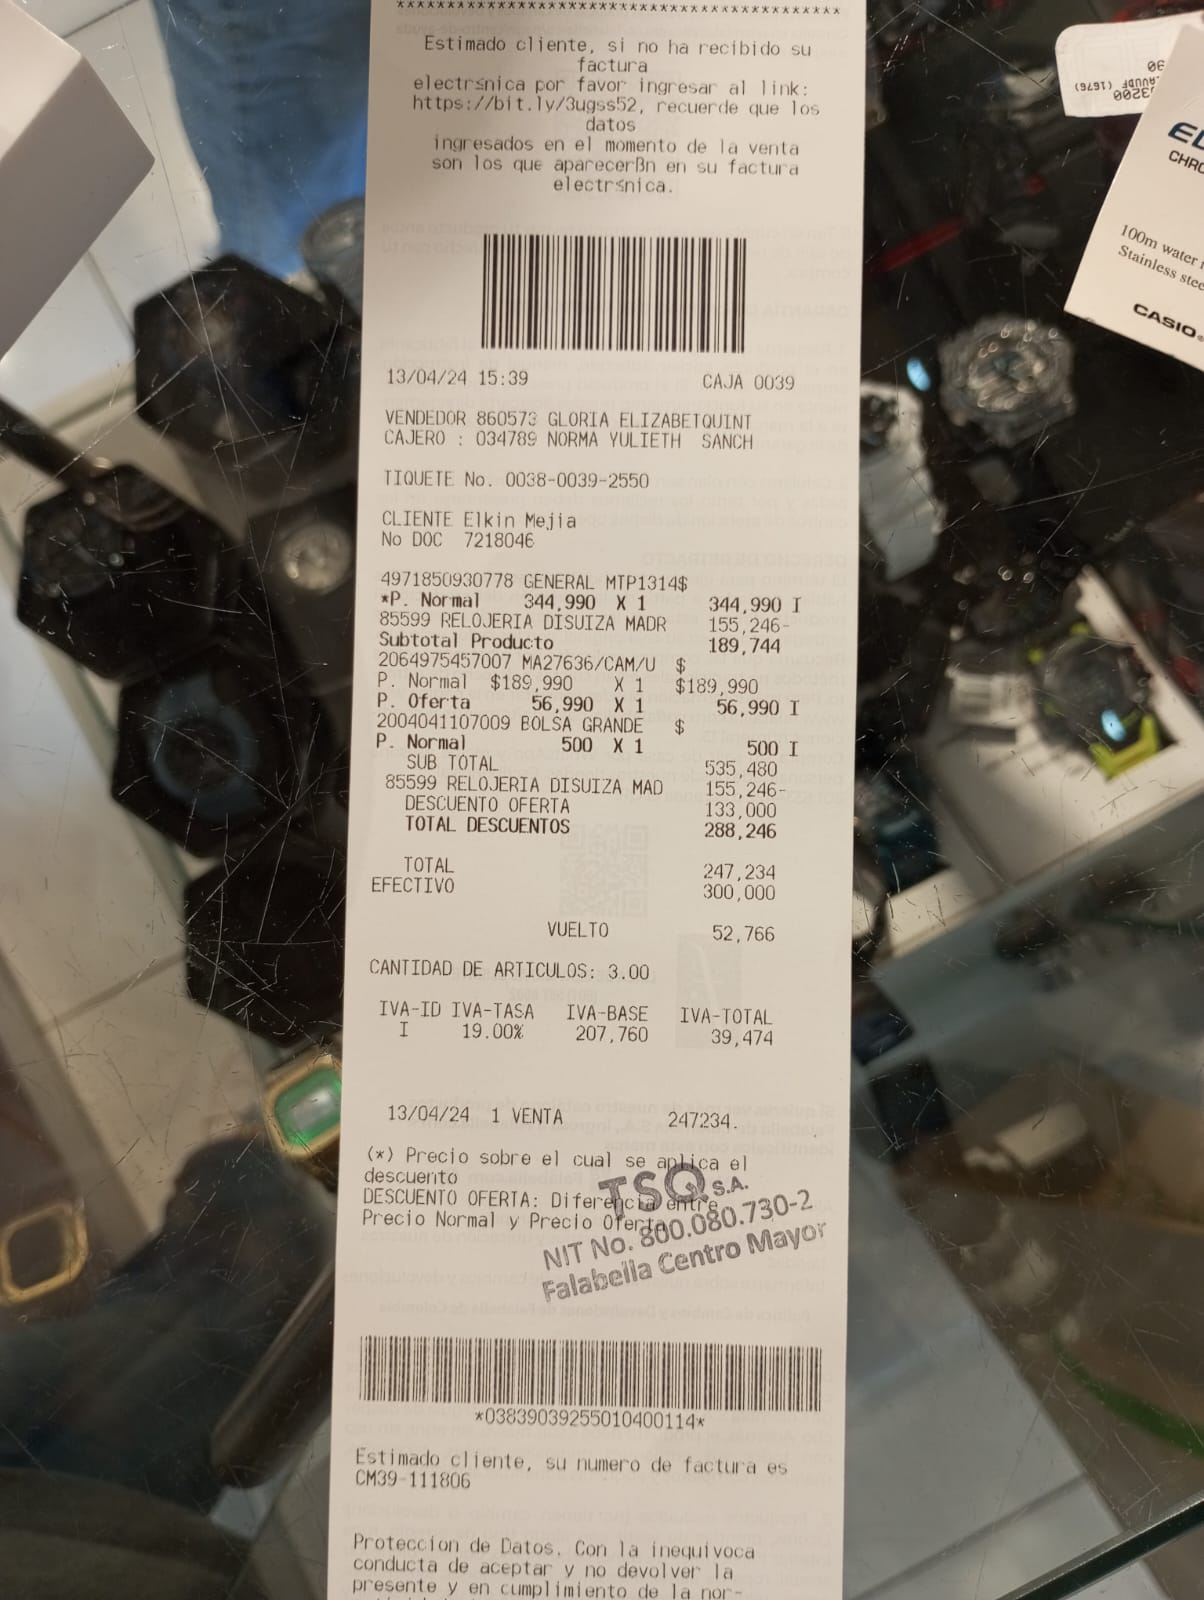 ******************************************
Estimado cliente, si no ha recibido su
factura
electrśnica por favor ingresar al link:
https://bit.ly/3ugss52, recuerde que los
datos
ingresados en el momento de la venta
son los que aparecerßn en su factura
electrśnica.
13/04/24 15:39 CAJA 0039
VENDEDOR 860573 GLORIA ELIZABETQUINT
CAJERO : 034789 NORMA YULIETH SANCH
TIQUETE No. 0038-0039-2550
CLIENTE Elkin Mejia
No DOC 7218046
4971850930778 GENERAL MTP1314$
*P. Normal 344,990 X 1 344,990 I
85599 RELOJERIA DISUIZA MADR 155,246-
Subtotal Producto 189,744
2064975457007 MA27636/CAM/U $
P. Normal $189,990 X 1 $189,990
P. Oferta 56,990 X 1 56,990 I
2004041107009 BOLSA GRANDE $
P. Normal 500 X 1 500 I
SUB TOTAL 535,480
85599 RELOJERIA DISUIZA MAD 155,246-
DESCUENTO OFERTA 133,000
TOTAL DESCUENTOS 288,246
TOTAL 247,234
EFECTIVO 300,000
VUELTO 52,766
CANTIDAD DE ARTICULOS: 3.00
IVA-ID IVA-TASA IVA-BASE IVA-TOTAL
I 19.00% 207,760 39,474
13/04/24 1 VENTA 247234.
(*) Precio sobre el cual se aplica el
descuento
DESCUENTO OFERTA: Diferencia entre
Precio Normal y Precio Oferta
TSQ S.A.
NIT No. 800.080.730-2
Falabella Centro Mayor
*03839039255010400114*
Estimado cliente, su numero de factura es
CM39-111806
Proteccion de Datos. Con la inequivoca
conducta de aceptar y no devolver la
presente y en cumplimiento de la nor-
100m water
Stainless
CASIO